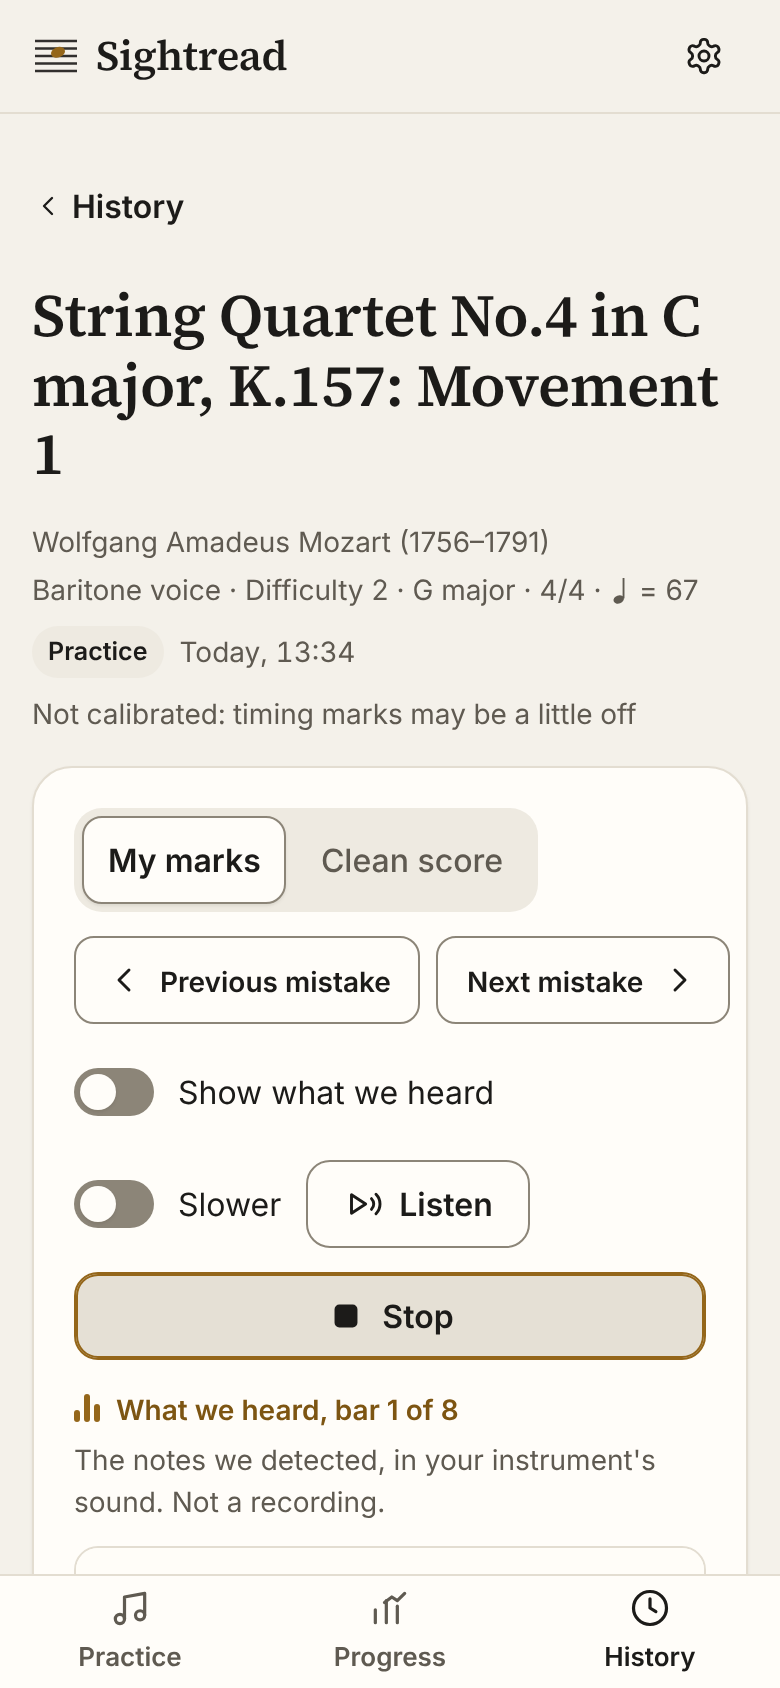 Sightread
History
String Quartet No.4 in C
major, K.157: Movement
1
Wolfgang Amadeus Mozart (1756–1791)
Baritone voice · Difficulty 2 · G major · 4/4 · ♩ = 67
Practice Today, 13:34
Not calibrated: timing marks may be a little off
My marks Clean score
Previous mistake Next mistake
Show what we heard
Slower Listen
Stop
What we heard, bar 1 of 8
The notes we detected, in your instrument's
sound. Not a recording.
Practice Progress History